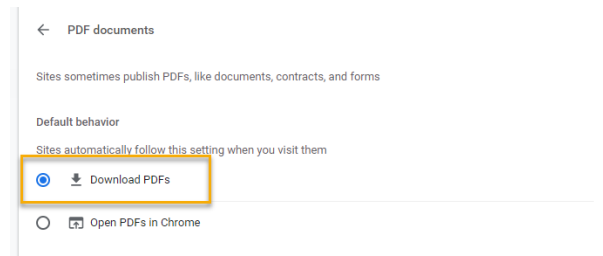 PDF documents
Sites sometimes publish PDFs, like documents, contracts, and forms
Default behavior
Sites automatically follow this setting when you visit them
Download PDFs
Open PDFs in Chrome